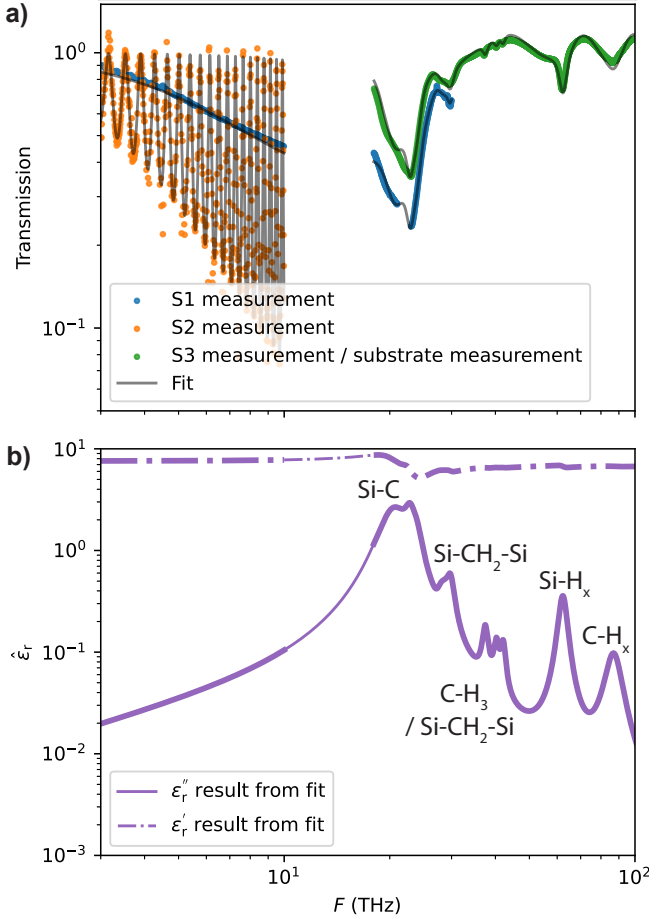 a)
10⁰
10⁻¹
Transmission
S1 measurement
S2 measurement
S3 measurement / substrate measurement
Fit
b)
10¹
10⁰
10⁻¹
10⁻²
10⁻³
ε̂ᵣ
Si-C
Si-CH₂-Si
Si-Hₓ
C-Hₓ
C-H₃
/ Si-CH₂-Si
εᵣ″ result from fit
εᵣ′ result from fit
10¹
10²
F (THz)